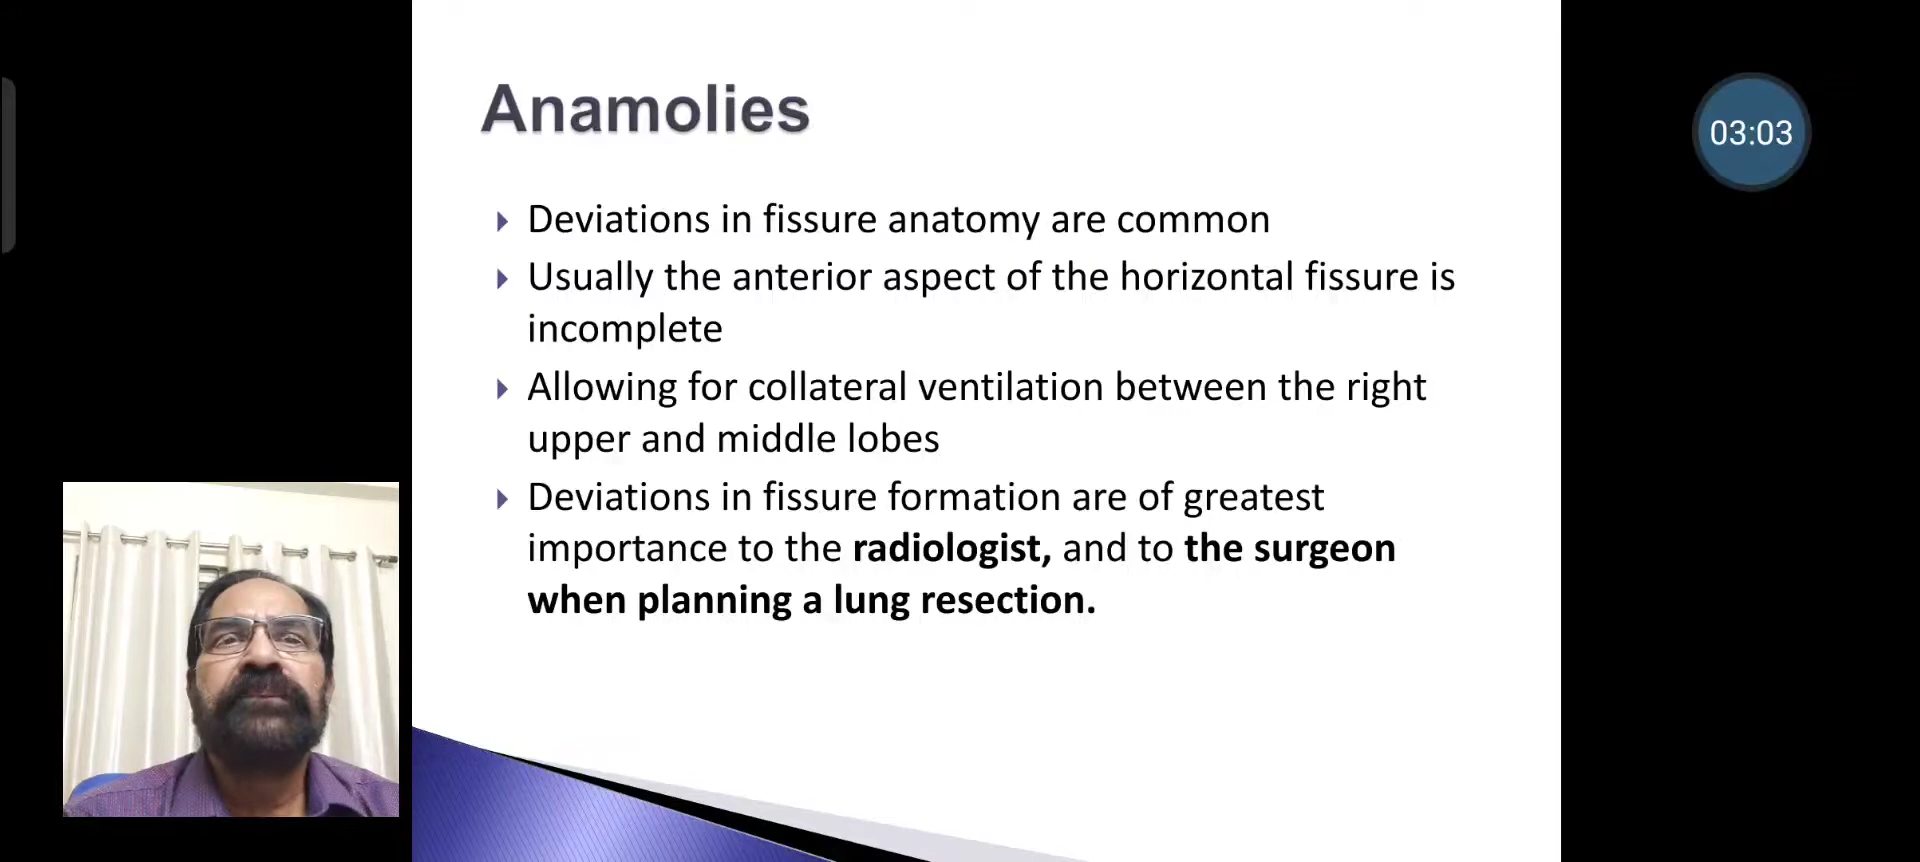 Anamolies
Deviations in fissure anatomy are common
Usually the anterior aspect of the horizontal fissure is
incomplete
Allowing for collateral ventilation between the right
upper and middle lobes
Deviations in fissure formation are of greatest
importance to the radiologist, and to the surgeon
when planning a lung resection.
03:03